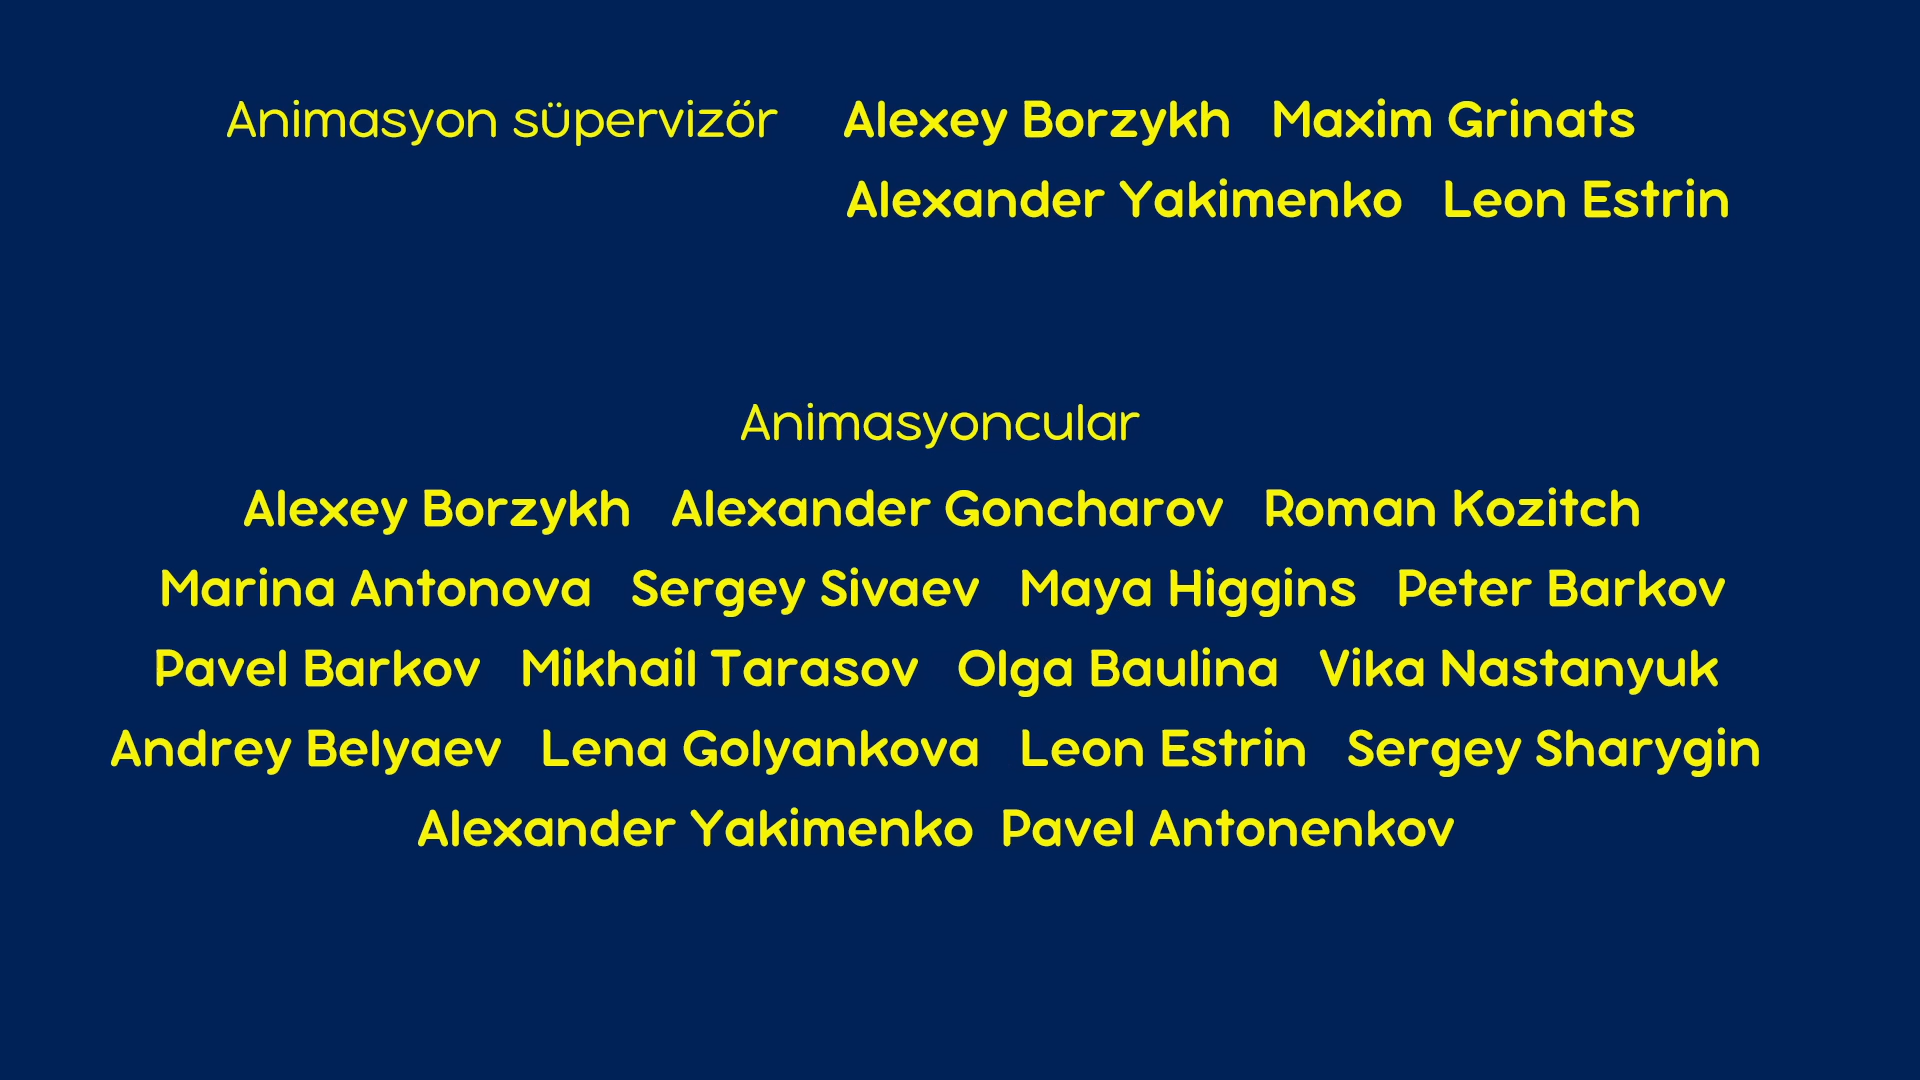 Animasyon süpervizőr Alexey Borzykh Maxim Grinats
Alexander Yakimenko Leon Estrin
Animasyoncular
Alexey Borzykh Alexander Goncharov Roman Kozitch
Marina Antonova Sergey Sivaev Maya Higgins Peter Barkov
Pavel Barkov Mikhail Tarasov Olga Baulina Vika Nastanyuk
Andrey Belyaev Lena Golyankova Leon Estrin Sergey Sharygin
Alexander Yakimenko Pavel Antonenkov